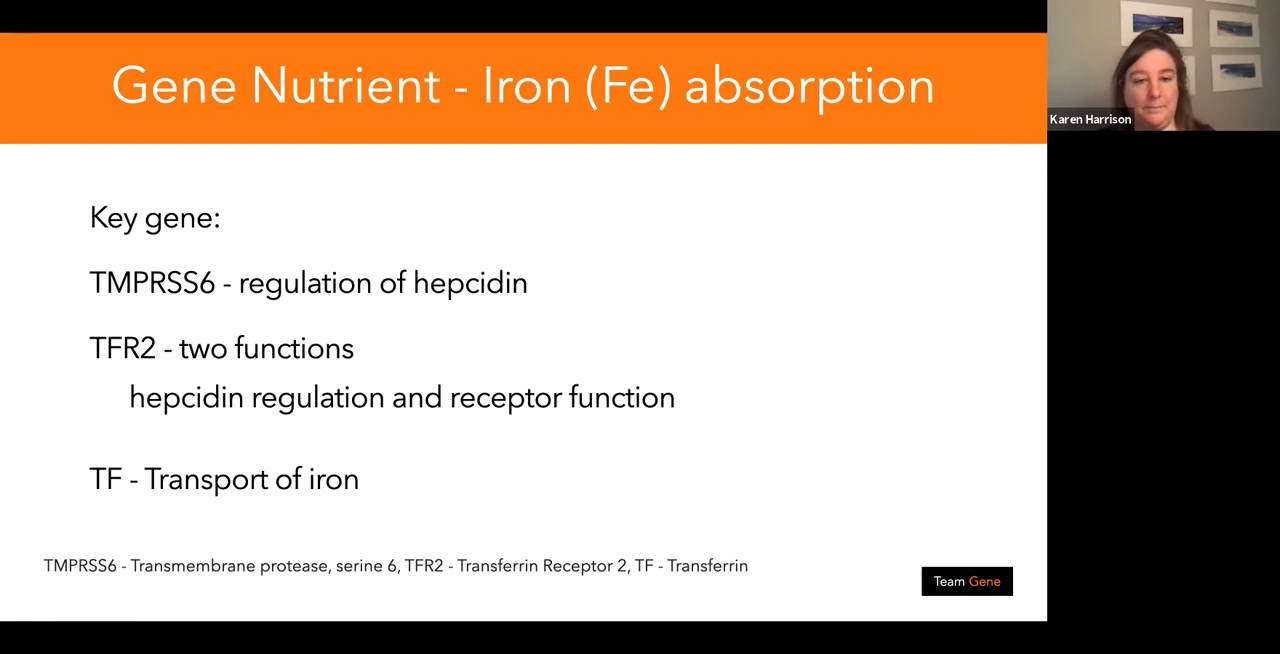 Gene Nutrient - Iron (Fe) absorption
Karen Harrison
Key gene:
TMPRSS6 - regulation of hepcidin
TFR2 - two functions
hepcidin regulation and receptor function
TF - Transport of iron
TMPRSS6 - Transmembrane protease, serine 6, TFR2 - Transferrin Receptor 2, TF - Transferrin
Team Gene